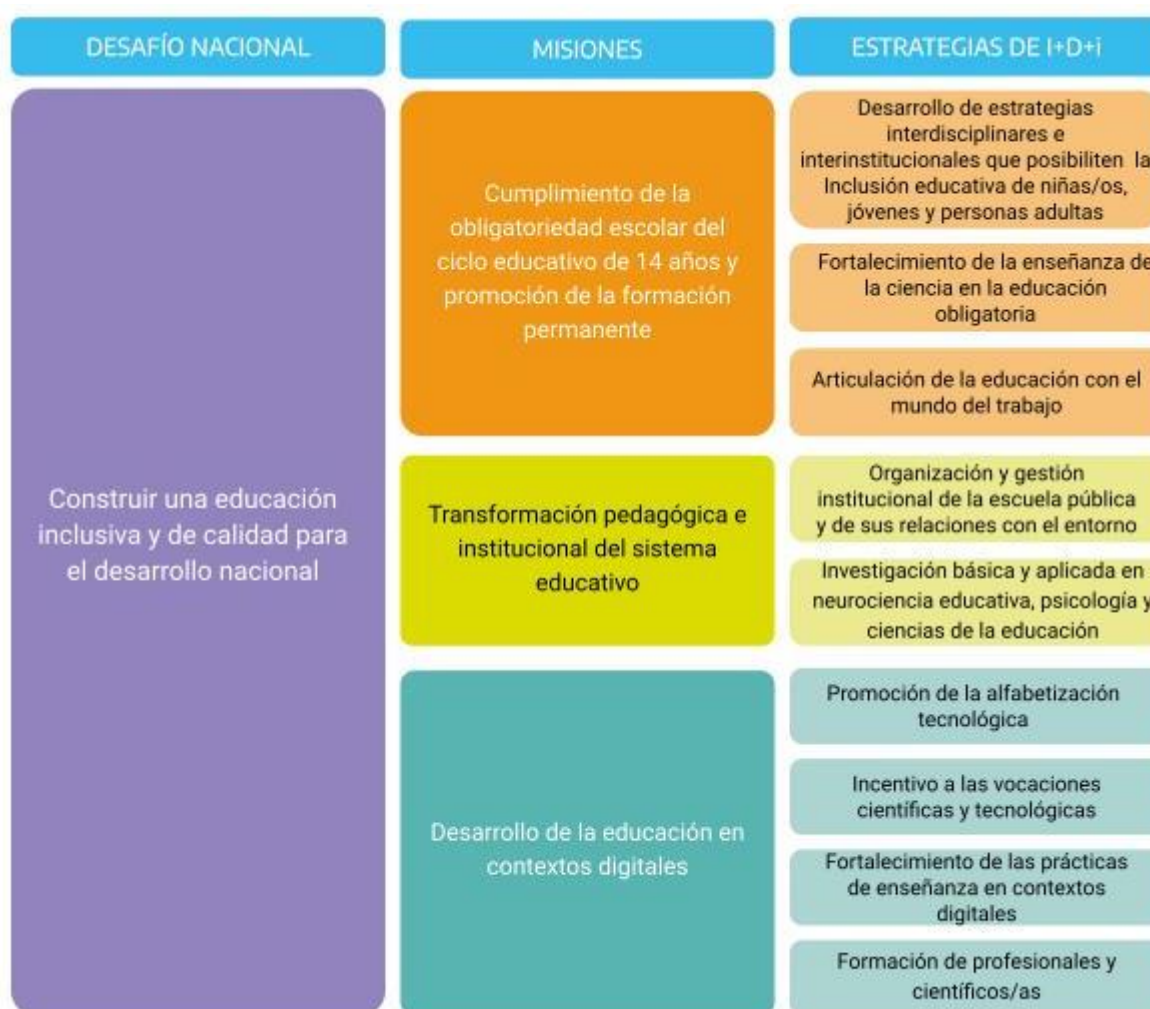 DESAFÍO NACIONAL
MISIONES
ESTRATEGIAS DE I+D+i
Construir una educación
inclusiva y de calidad para
el desarrollo nacional
Cumplimiento de la
obligatoriedad escolar del
ciclo educativo de 14 años y
promoción de la formación
permanente
Desarrollo de estrategias
interdisciplinares e
interinstitucionales que posibiliten la
Inclusión educativa de niñas/os,
jóvenes y personas adultas
Fortalecimiento de la enseñanza de
la ciencia en la educación
obligatoria
Articulación de la educación con el
mundo del trabajo
Transformación pedagógica e
institucional del sistema
educativo
Organización y gestión
institucional de la escuela pública
y de sus relaciones con el entorno
Investigación básica y aplicada en
neurociencia educativa, psicología y
ciencias de la educación
Desarrollo de la educación en
contextos digitales
Promoción de la alfabetización
tecnológica
Incentivo a las vocaciones
científicas y tecnológicas
Fortalecimiento de las prácticas
de enseñanza en contextos
digitales
Formación de profesionales y
científicos/as